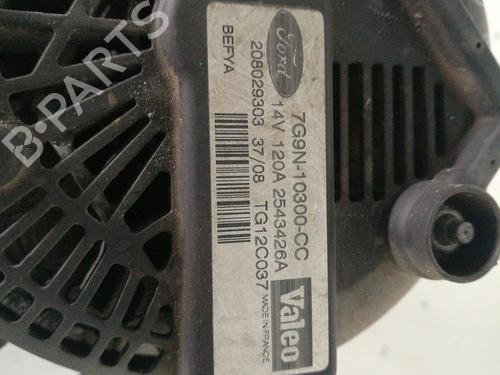 Ford
7G9N-10300-CC
14V 120A 2543426A
208029303 37/08 TG12C037
BEFYA
MADE IN FRANCE
Valeo
B-PARTS